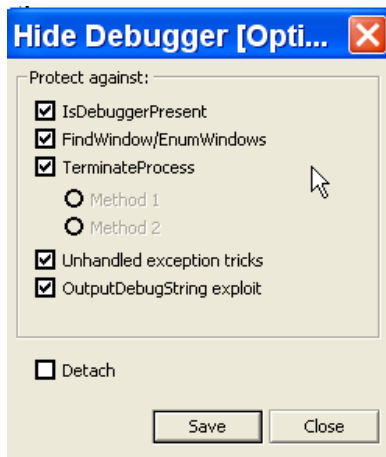 Hide Debugger [Opti...
Protect against:
IsDebuggerPresent
FindWindow/EnumWindows
TerminateProcess
Method 1
Method 2
Unhandled exception tricks
OutputDebugString exploit
Detach
Save
Close